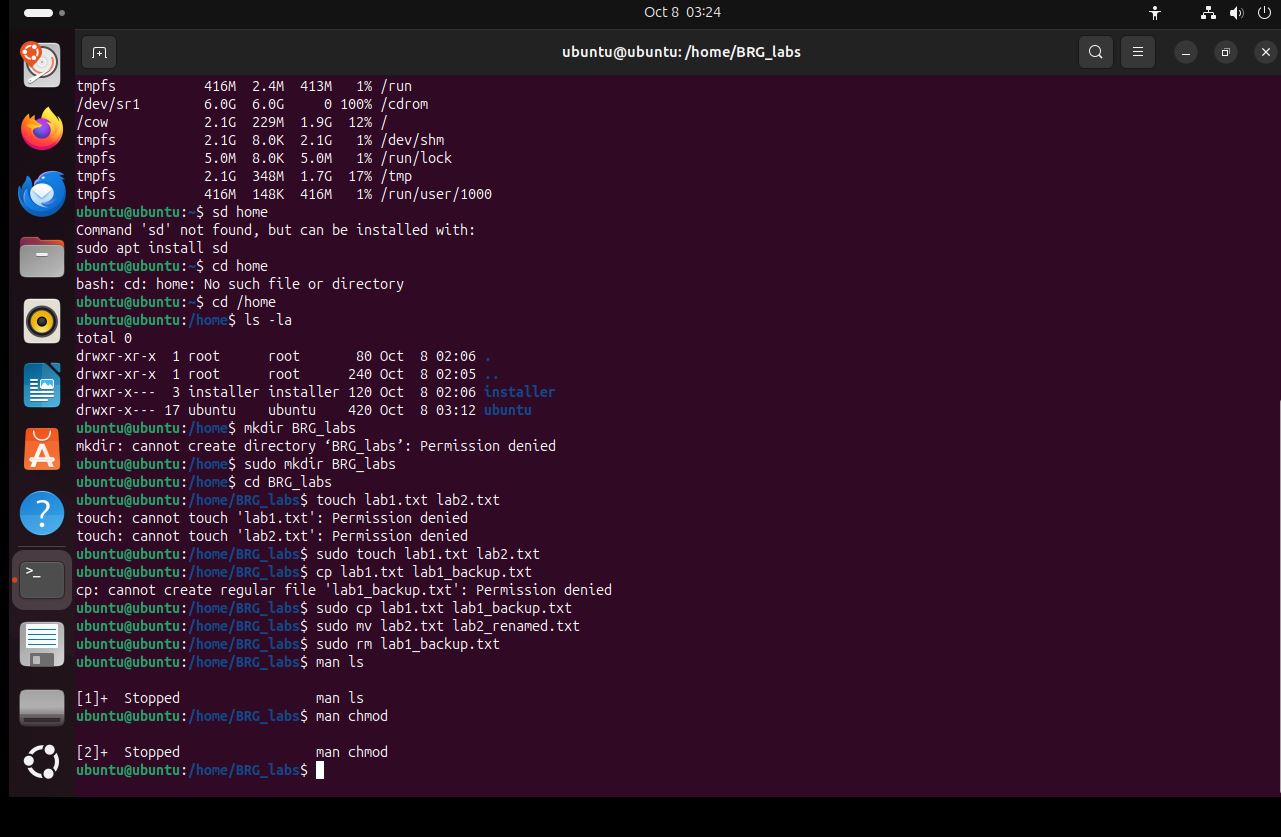 Oct 8 03:24
ubuntu@ubuntu: /home/BRG_labs
tmpfs 416M 2.4M 413M 1% /run
/dev/sr1 6.0G 6.0G 0 100% /cdrom
/cow 2.1G 229M 1.9G 12% /
tmpfs 2.1G 8.0K 2.1G 1% /dev/shm
tmpfs 5.0M 8.0K 5.0M 1% /run/lock
tmpfs 2.1G 348M 1.7G 17% /tmp
tmpfs 416M 148K 416M 1% /run/user/1000
ubuntu@ubuntu:~$ sd home
Command 'sd' not found, but can be installed with:
sudo apt install sd
ubuntu@ubuntu:~$ cd home
bash: cd: home: No such file or directory
ubuntu@ubuntu:~$ cd /home
ubuntu@ubuntu:/home$ ls -la
total 0
drwxr-xr-x 1 root root 80 Oct 8 02:06 .
drwxr-xr-x 1 root root 240 Oct 8 02:05 ..
drwxr-x--- 3 installer installer 120 Oct 8 02:06 installer
drwxr-x--- 17 ubuntu ubuntu 420 Oct 8 03:12 ubuntu
ubuntu@ubuntu:/home$ mkdir BRG_labs
mkdir: cannot create directory ‘BRG_labs’: Permission denied
ubuntu@ubuntu:/home$ sudo mkdir BRG_labs
ubuntu@ubuntu:/home$ cd BRG_labs
ubuntu@ubuntu:/home/BRG_labs$ touch lab1.txt lab2.txt
touch: cannot touch 'lab1.txt': Permission denied
touch: cannot touch 'lab2.txt': Permission denied
ubuntu@ubuntu:/home/BRG_labs$ sudo touch lab1.txt lab2.txt
ubuntu@ubuntu:/home/BRG_labs$ cp lab1.txt lab1_backup.txt
cp: cannot create regular file 'lab1_backup.txt': Permission denied
ubuntu@ubuntu:/home/BRG_labs$ sudo cp lab1.txt lab1_backup.txt
ubuntu@ubuntu:/home/BRG_labs$ sudo mv lab2.txt lab2_renamed.txt
ubuntu@ubuntu:/home/BRG_labs$ sudo rm lab1_backup.txt
ubuntu@ubuntu:/home/BRG_labs$ man ls
[1]+ Stopped man ls
ubuntu@ubuntu:/home/BRG_labs$ man chmod
[2]+ Stopped man chmod
ubuntu@ubuntu:/home/BRG_labs$